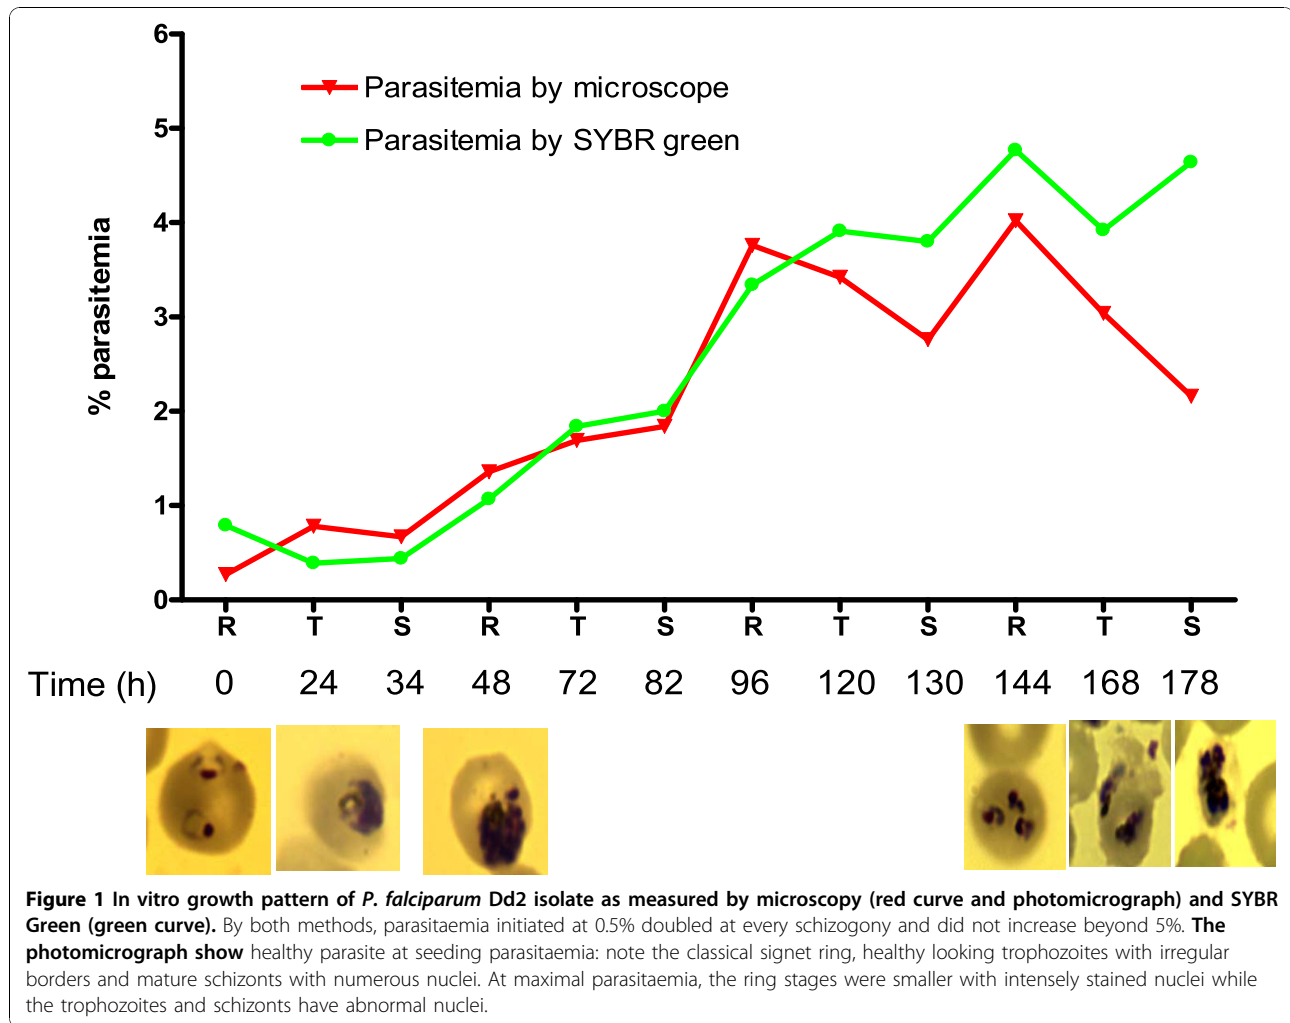 6
Parasitemia by microscope
5
Parasitemia by SYBR green
4
% parasitemia
3
2
1
0
R T S R T S R T S R T S
Time (h) 0 24 34 48 72 82 96 120 130 144 168 178
Figure 1 In vitro growth pattern of P. falciparum Dd2 isolate as measured by microscopy (red curve and photomicrograph) and SYBR
Green (green curve). By both methods, parasitaemia initiated at 0.5% doubled at every schizogony and did not increase beyond 5%. The
photomicrograph show healthy parasite at seeding parasitaemia: note the classical signet ring, healthy looking trophozoites with irregular
borders and mature schizonts with numerous nuclei. At maximal parasitaemia, the ring stages were smaller with intensely stained nuclei while
the trophozoites and schizonts have abnormal nuclei.